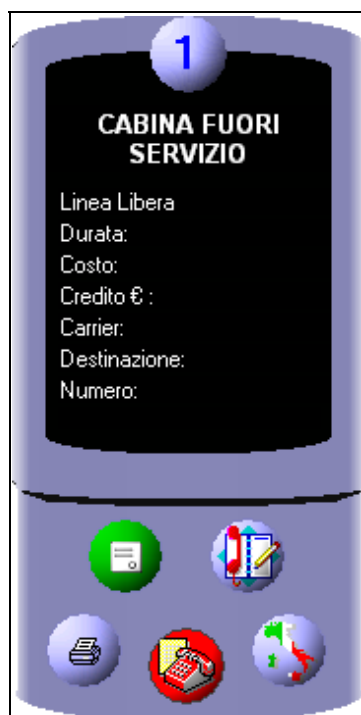 1
CABINA FUORI
SERVIZIO
Linea Libera
Durata:
Costo:
Credito € :
Carrier:
Destinazione:
Numero: